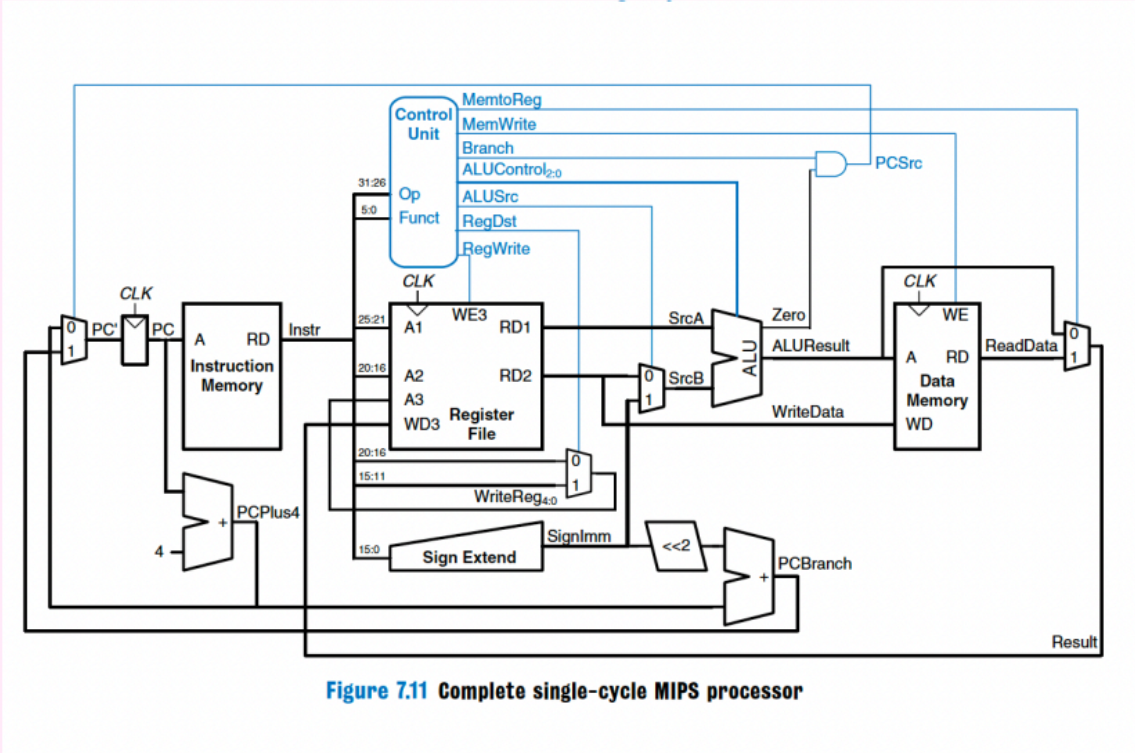 MemtoReg
Control
Unit
MemWrite
Branch
PCSrc
ALUControl2:0
31:26
Op
ALUSrc
5:0
Funct
RegDst
RegWrite
CLK
CLK
CLK
0
1
PC'
PC
A
RD
Instruction
Memory
Instr
25:21
A1
WE3
RD1
SrcA
Zero
WE
ALU
ALUResult
A
RD
ReadData
0
1
20:16
A2
RD2
0
1
SrcB
Data
Memory
A3
WD3
Register
File
WriteData
WD
20:16
0
15:11
1
WriteReg4:0
PCPlus4
+
4
15:0
Sign Extend
SignImm
<<2
PCBranch
+
Result
Figure 7.11 Complete single-cycle MIPS processor